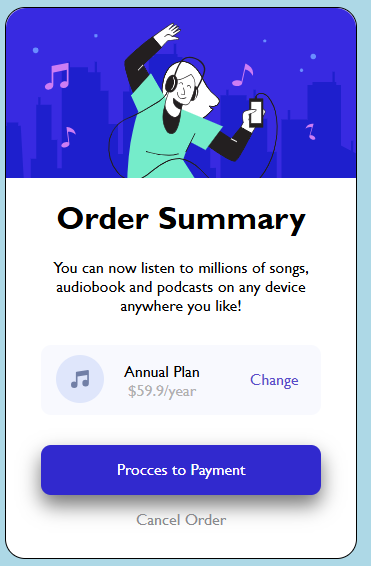 Order Summary
You can now listen to millions of songs,
audiobook and podcasts on any device
anywhere you like!
Annual Plan
$59.9/year
Change
Procces to Payment
Cancel Order